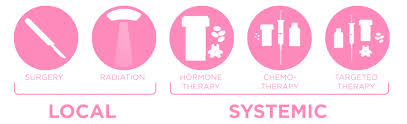 SURGERY
RADIATION
HORMONE
THERAPY
CHEMO-
THERAPY
TARGETED
THERAPY
LOCAL
SYSTEMIC